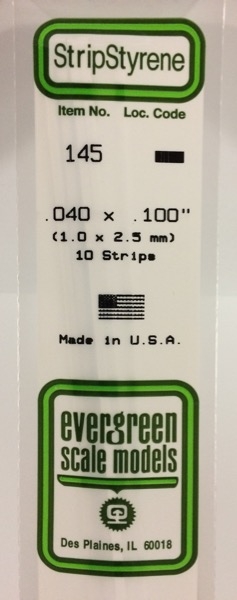 StripStyrene
Item No. Loc. Code
145
.040 x .100"
(1.0 x 2.5 mm)
10 Strips
Made in U.S.A.
evergreen
scale models
Des Plaines, IL 60018